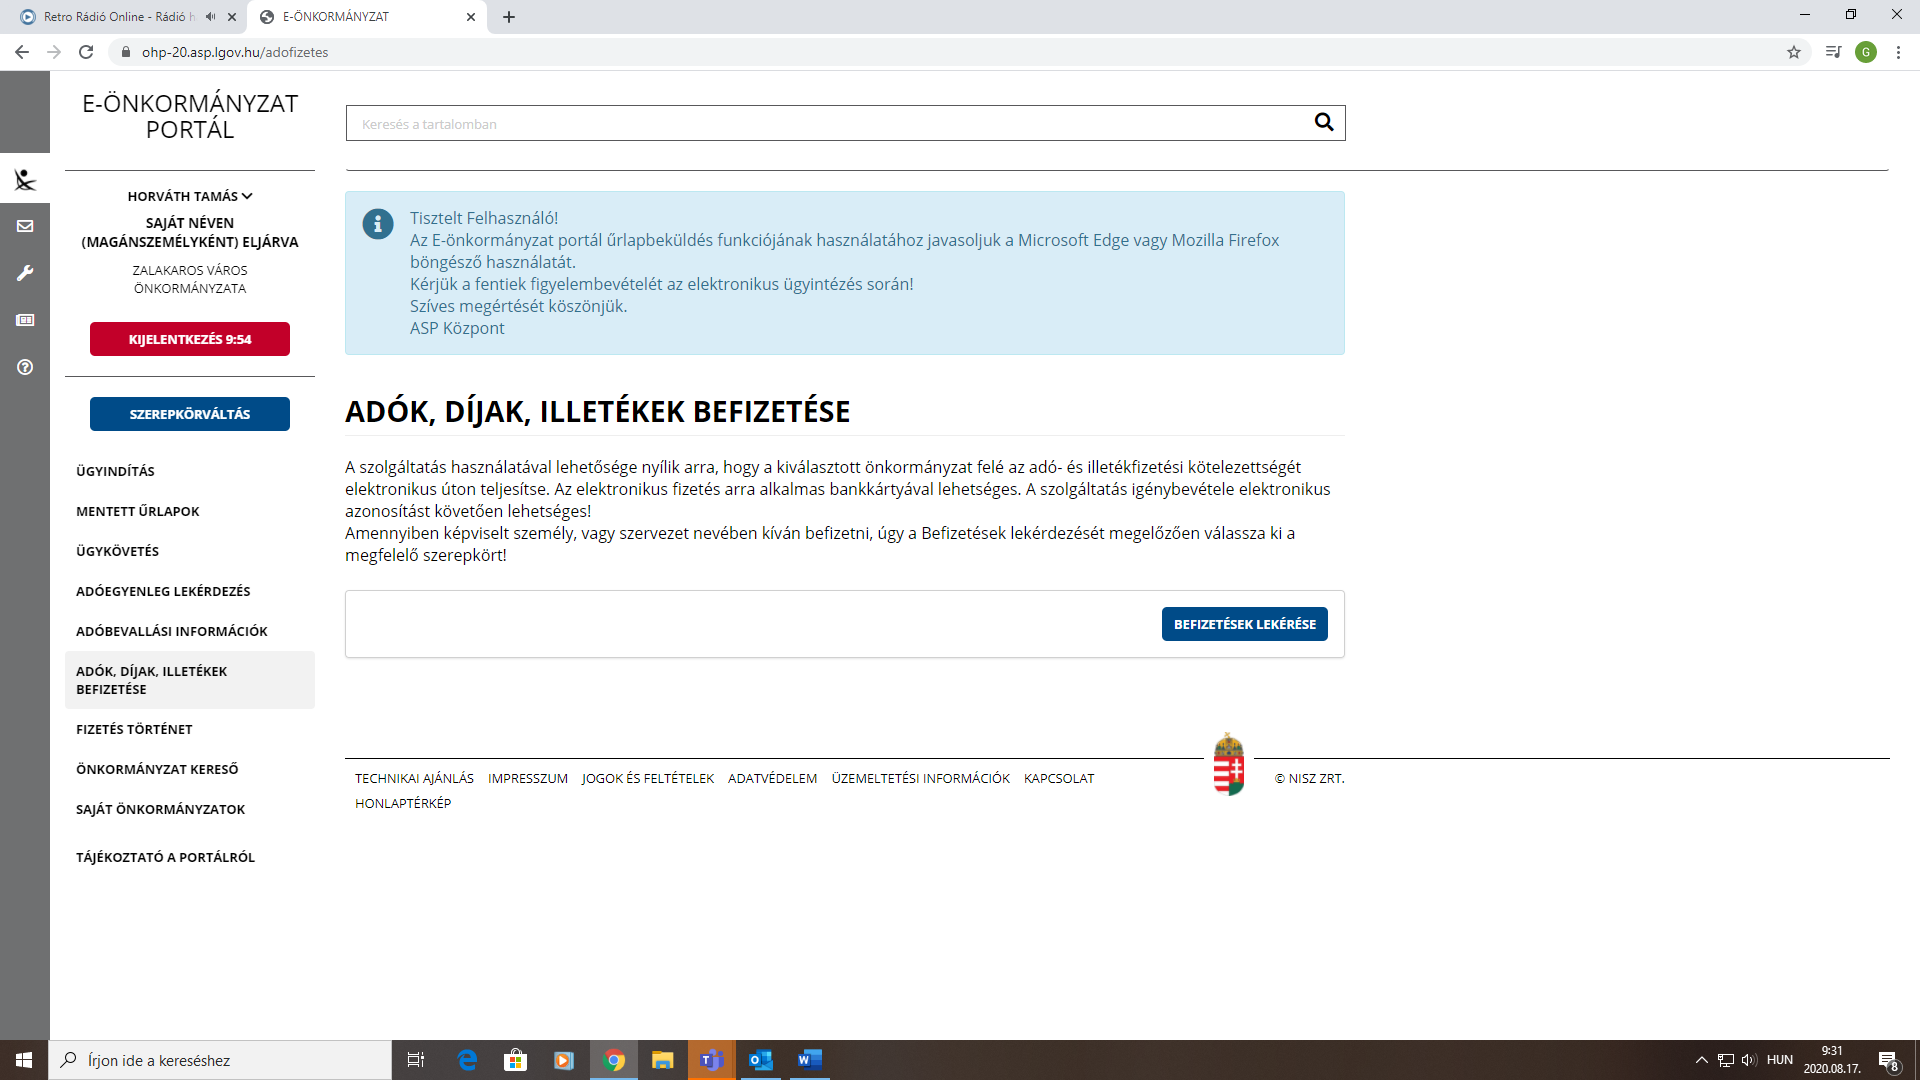 Retro Rádió Online - Rádió h
E-ÖNKORMÁNYZAT
ohp-20.asp.lgov.hu/adofizetes
G
E-ÖNKORMÁNYZAT
PORTÁL
Keresés a tartalomban
HORVÁTH TAMÁS
SAJÁT NÉVEN
(MAGÁNSZEMÉLYKÉNT) ELJÁRVA
ZALAKAROS VÁROS
ÖNKORMÁNYZATA
KIJELENTKEZÉS 9:54
SZEREPKÖRVÁLTÁS
ÜGYINDÍTÁS
MENTETT ŰRLAPOK
ÜGYKÖVETÉS
ADÓEGYENLEG LEKÉRDEZÉS
ADÓBEVALLÁSI INFORMÁCIÓK
ADÓK, DÍJAK, ILLETÉKEK
BEFIZETÉSE
FIZETÉS TÖRTÉNET
ÖNKORMÁNYZAT KERESŐ
SAJÁT ÖNKORMÁNYZATOK
TÁJÉKOZTATÓ A PORTÁLRÓL
Tisztelt Felhasználó!
Az E-önkormányzat portál űrlapbeküldés funkciójának használatához javasoljuk a Microsoft Edge vagy Mozilla Firefox
böngésző használatát.
Kérjük a fentiek figyelembevételét az elektronikus ügyintézés során!
Szíves megértését köszönjük.
ASP Központ
ADÓK, DÍJAK, ILLETÉKEK BEFIZETÉSE
A szolgáltatás használatával lehetősége nyílik arra, hogy a kiválasztott önkormányzat felé az adó- és illetékfizetési kötelezettségét
elektronikus úton teljesítse. Az elektronikus fizetés arra alkalmas bankkártyával lehetséges. A szolgáltatás igénybevétele elektronikus
azonosítást követően lehetséges!
Amennyiben képviselt személy, vagy szervezet nevében kíván befizetni, úgy a Befizetések lekérdezését megelőzően válassza ki a
megfelelő szerepkört!
BEFIZETÉSEK LEKÉRÉSE
TECHNIKAI AJÁNLÁS IMPRESSZUM JOGOK ÉS FELTÉTELEK ADATVÉDELEM ÜZEMELTETÉSI INFORMÁCIÓK KAPCSOLAT
HONLAPTÉRKÉP
© NISZ ZRT.
Írjon ide a kereséshez
HUN
9:31
2020.08.17.
8